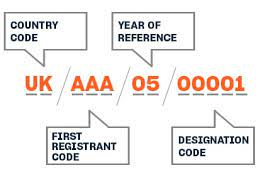 COUNTRY
CODE
YEAR OF
REFERENCE
UK/AAA/05/00001
FIRST
REGISTRANT
CODE
DESIGNATION
CODE